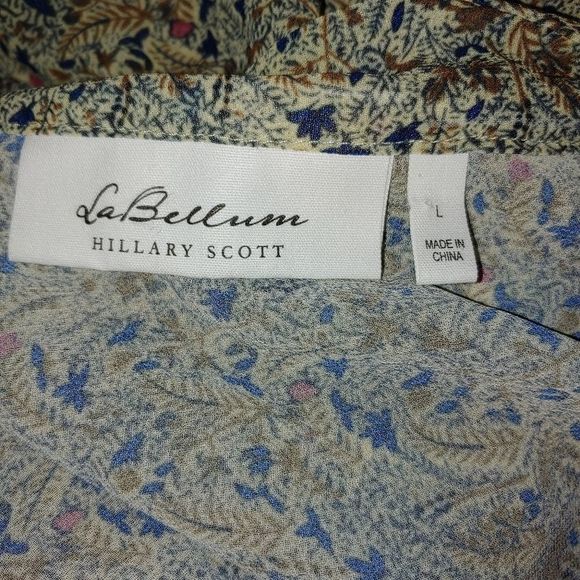 LaBellum
HILLARY SCOTT
L
MADE IN
CHINA